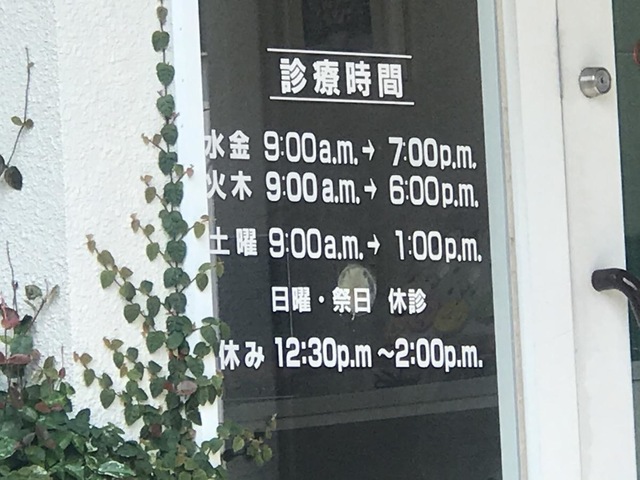 診療時間
水金 9:00a.m.→ 7:00p.m.
火木 9:00a.m.→ 6:00p.m.
土曜 9:00a.m.→ 1:00p.m.
日曜・祭日 休診
休み 12:30p.m～2:00p.m.